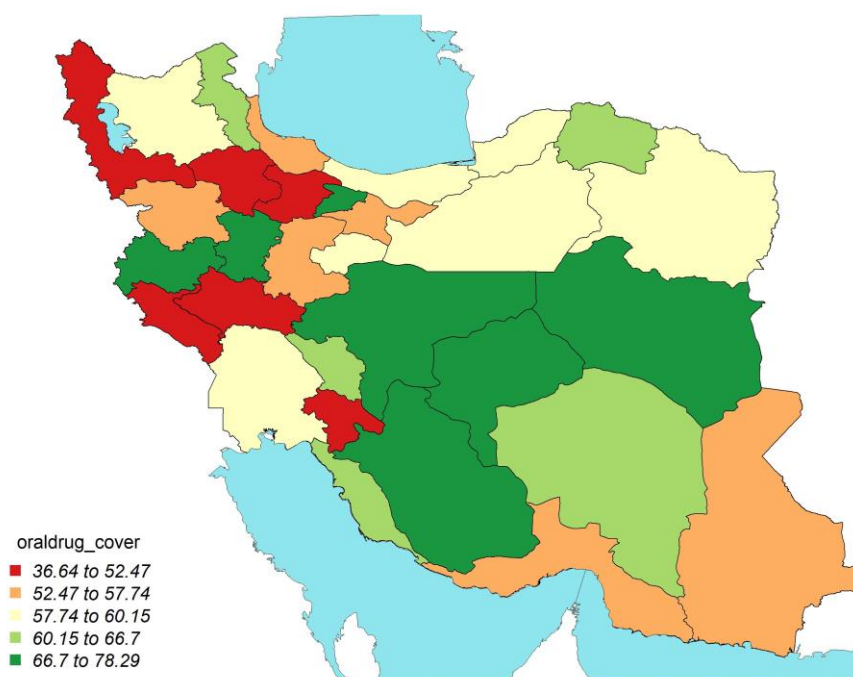 oraldrug_cover
36.64 to 52.47
52.47 to 57.74
57.74 to 60.15
60.15 to 66.7
66.7 to 78.29